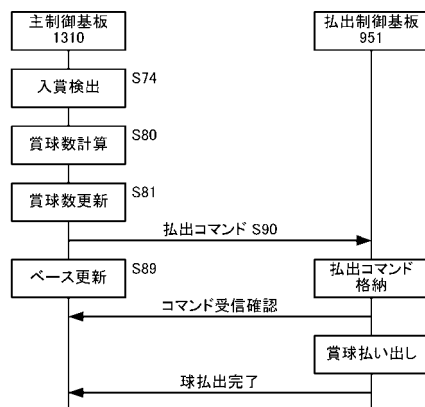 主制御基板
1310
払出制御基板
951
入賞検出
S74
賞球数計算
S80
賞球数更新
S81
払出コマンド S90
ベース更新
S89
払出コマンド
格納
コマンド受信確認
賞球払い出し
球払出完了